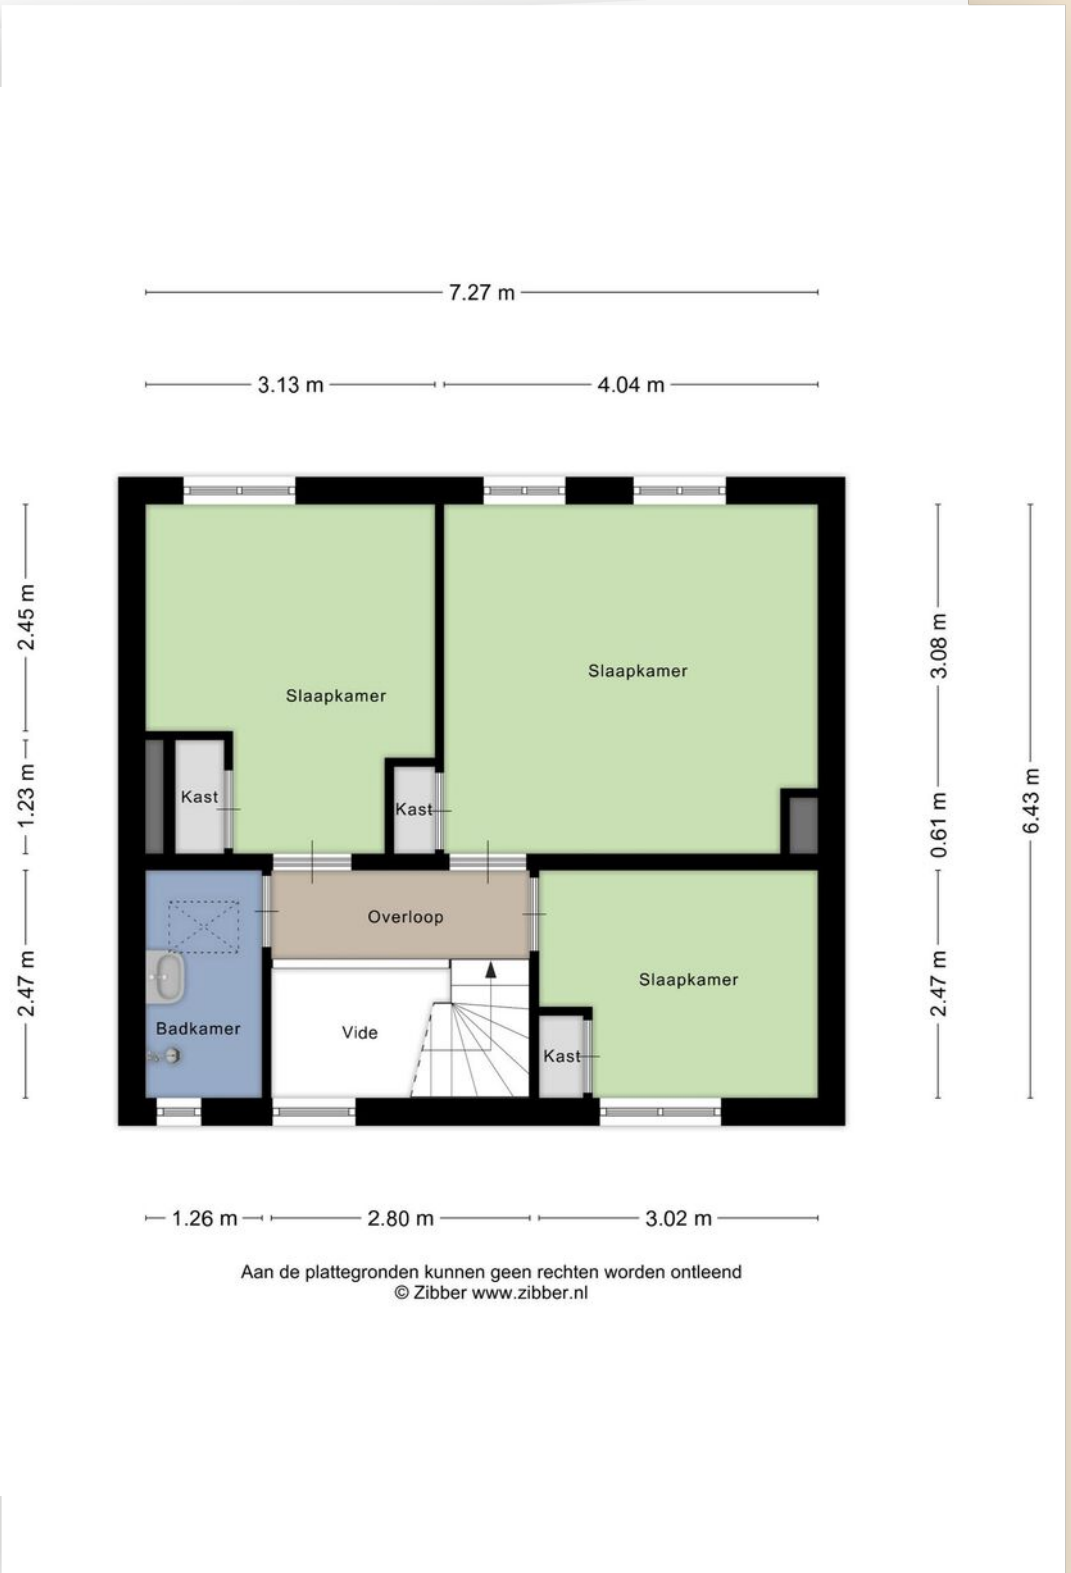 7.27 m
3.13 m
4.04 m
2.45 m
3.08 m
Slaapkamer
Slaapkamer
1.23 m
Kast
Kast
0.61 m
6.43 m
Overloop
2.47 m
Slaapkamer
2.47 m
Badkamer
Vide
Kast
1.26 m
2.80 m
3.02 m
Aan de plattegronden kunnen geen rechten worden ontleend
© Zibber www.zibber.nl